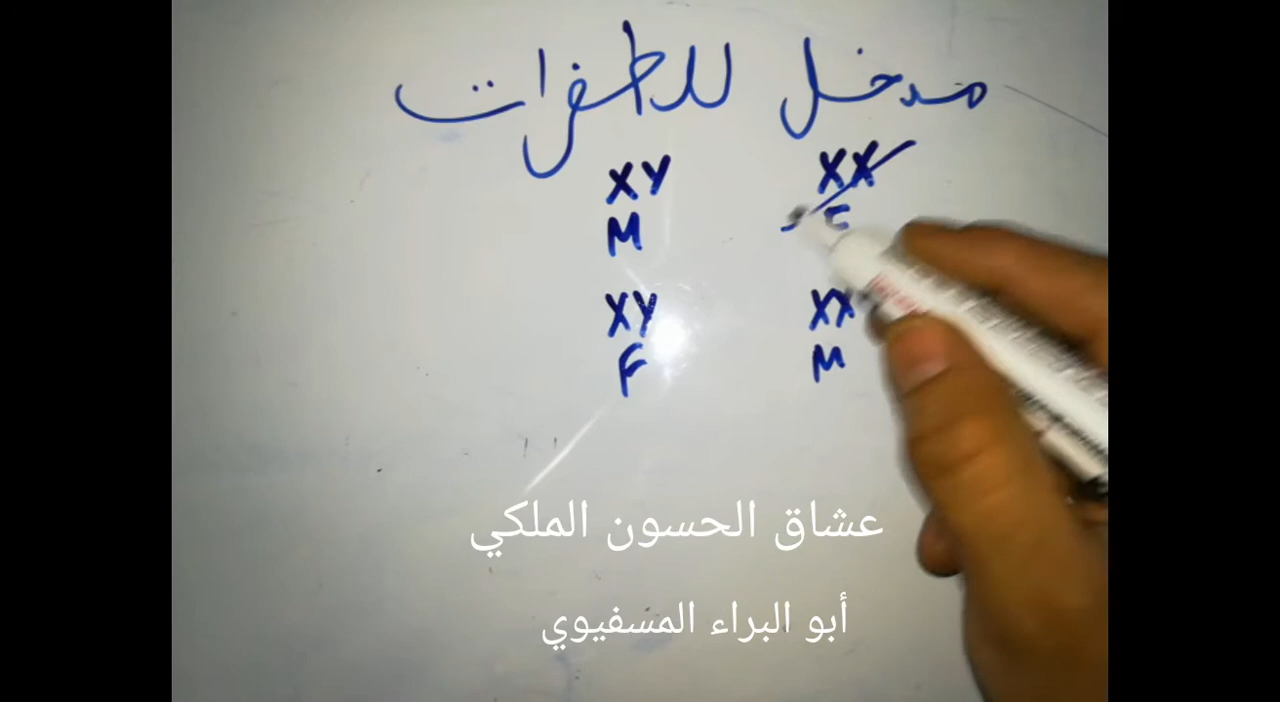 مدخل للطفرات
XX XY
F M
XX XY
M F
عشاق الحسون الملكي
أبو البراء المسفيوي